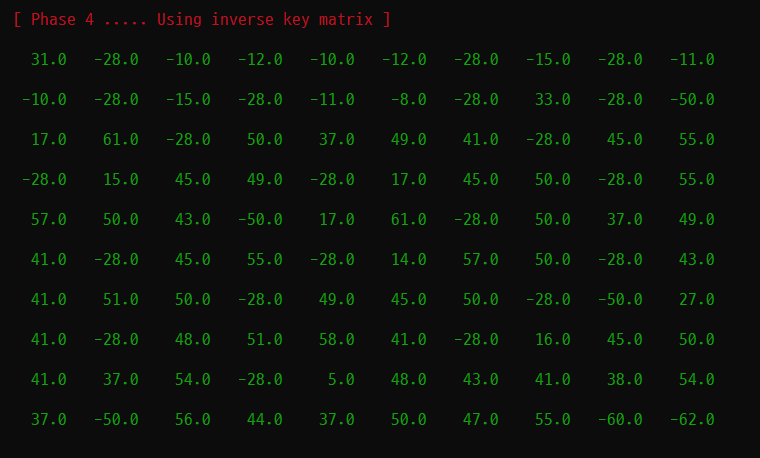 [ Phase 4 ..... Using inverse key matrix ]
31.0 -28.0 -10.0 -12.0 -10.0 -12.0 -28.0 -15.0 -28.0 -11.0
-10.0 -28.0 -15.0 -28.0 -11.0 -8.0 -28.0 33.0 -28.0 -50.0
17.0 61.0 -28.0 50.0 37.0 49.0 41.0 -28.0 45.0 55.0
-28.0 15.0 45.0 49.0 -28.0 17.0 45.0 50.0 -28.0 55.0
57.0 50.0 43.0 -50.0 17.0 61.0 -28.0 50.0 37.0 49.0
41.0 -28.0 45.0 55.0 -28.0 14.0 57.0 50.0 -28.0 43.0
41.0 51.0 50.0 -28.0 49.0 45.0 50.0 -28.0 -50.0 27.0
41.0 -28.0 48.0 51.0 58.0 41.0 -28.0 16.0 45.0 50.0
41.0 37.0 54.0 -28.0 5.0 48.0 43.0 41.0 38.0 54.0
37.0 -50.0 56.0 44.0 37.0 50.0 47.0 55.0 -60.0 -62.0